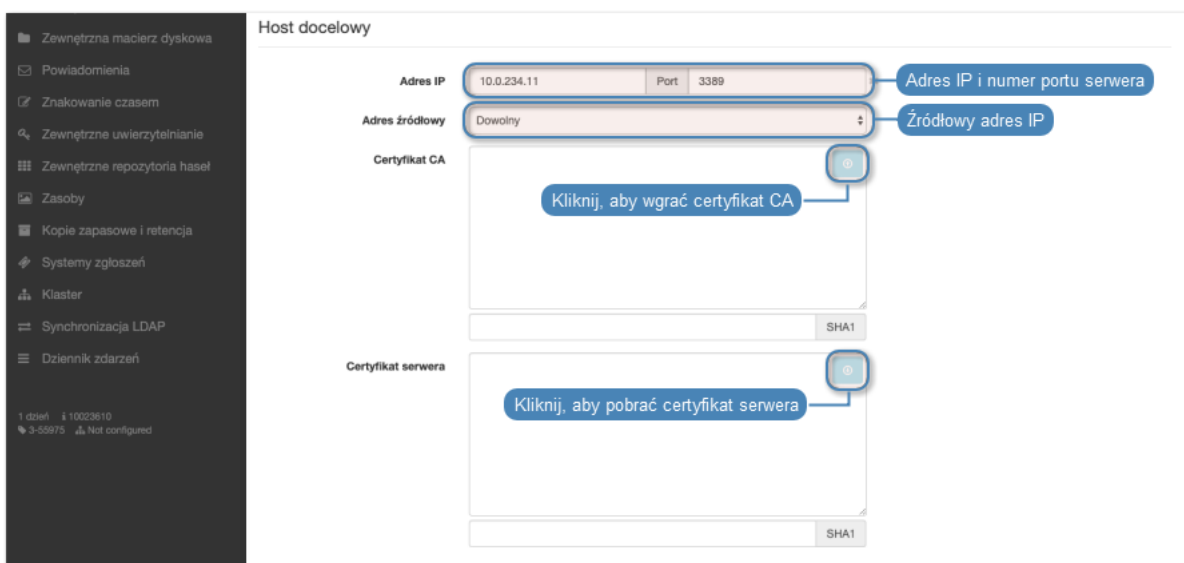 Zewnętrzna macierz dyskowa
Powiadomienia
Znakowanie czasem
Zewnętrzne uwierzytelnianie
Zewnętrzne repozytoria haseł
Zasoby
Kopie zapasowe i retencja
Systemy zgłoszeń
Klaster
Synchronizacja LDAP
Dziennik zdarzeń
1 dzień 10023610
3-55975 Not configured
Host docelowy
Adres IP 10.0.234.11 Port 3389 Adres IP i numer portu serwera
Adres źródłowy Dowolny Źródłowy adres IP
Certyfikat CA
Kliknij, aby wgrać certyfikat CA
SHA1
Certyfikat serwera
Kliknij, aby pobrać certyfikat serwera
SHA1